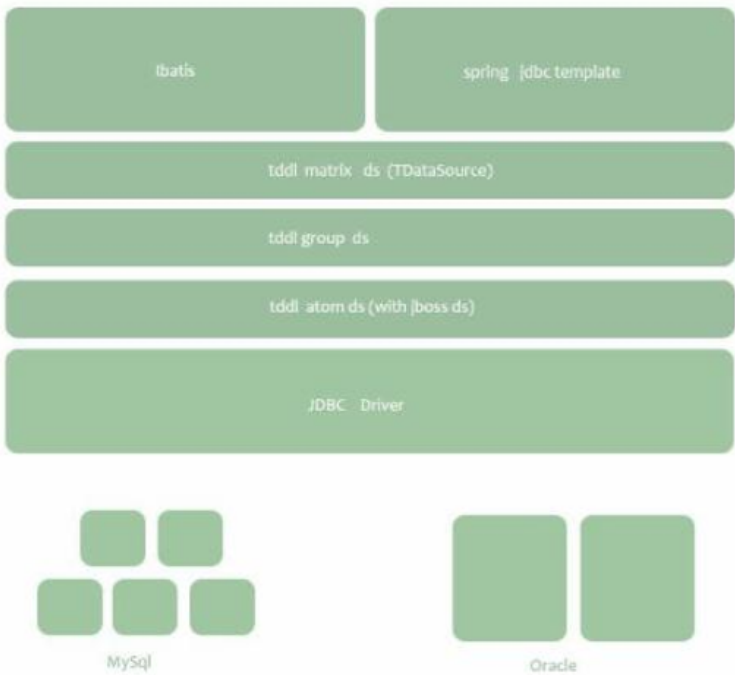 Ibatis
spring jdbc template
tddl matrix ds (TDataSource)
tddl group ds
tddl atom ds (with jboss ds)
JDBC Driver
MySql
Oracle